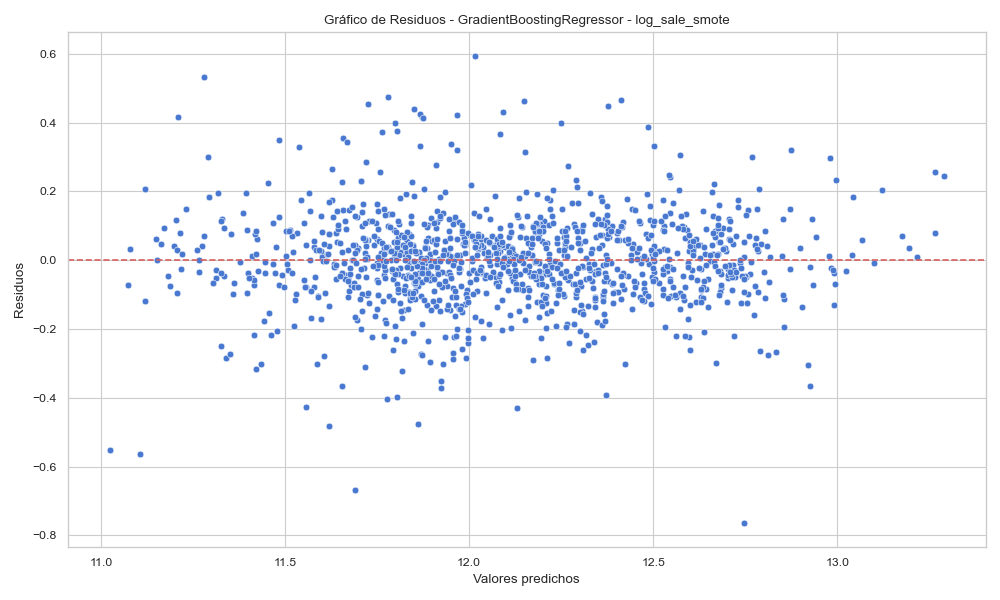 Gráfico de Residuos - GradientBoostingRegressor - log_sale_smote
Residuos
0.6
0.4
0.2
0.0
−0.2
−0.4
−0.6
−0.8
11.0 11.5 12.0 12.5 13.0
Valores predichos